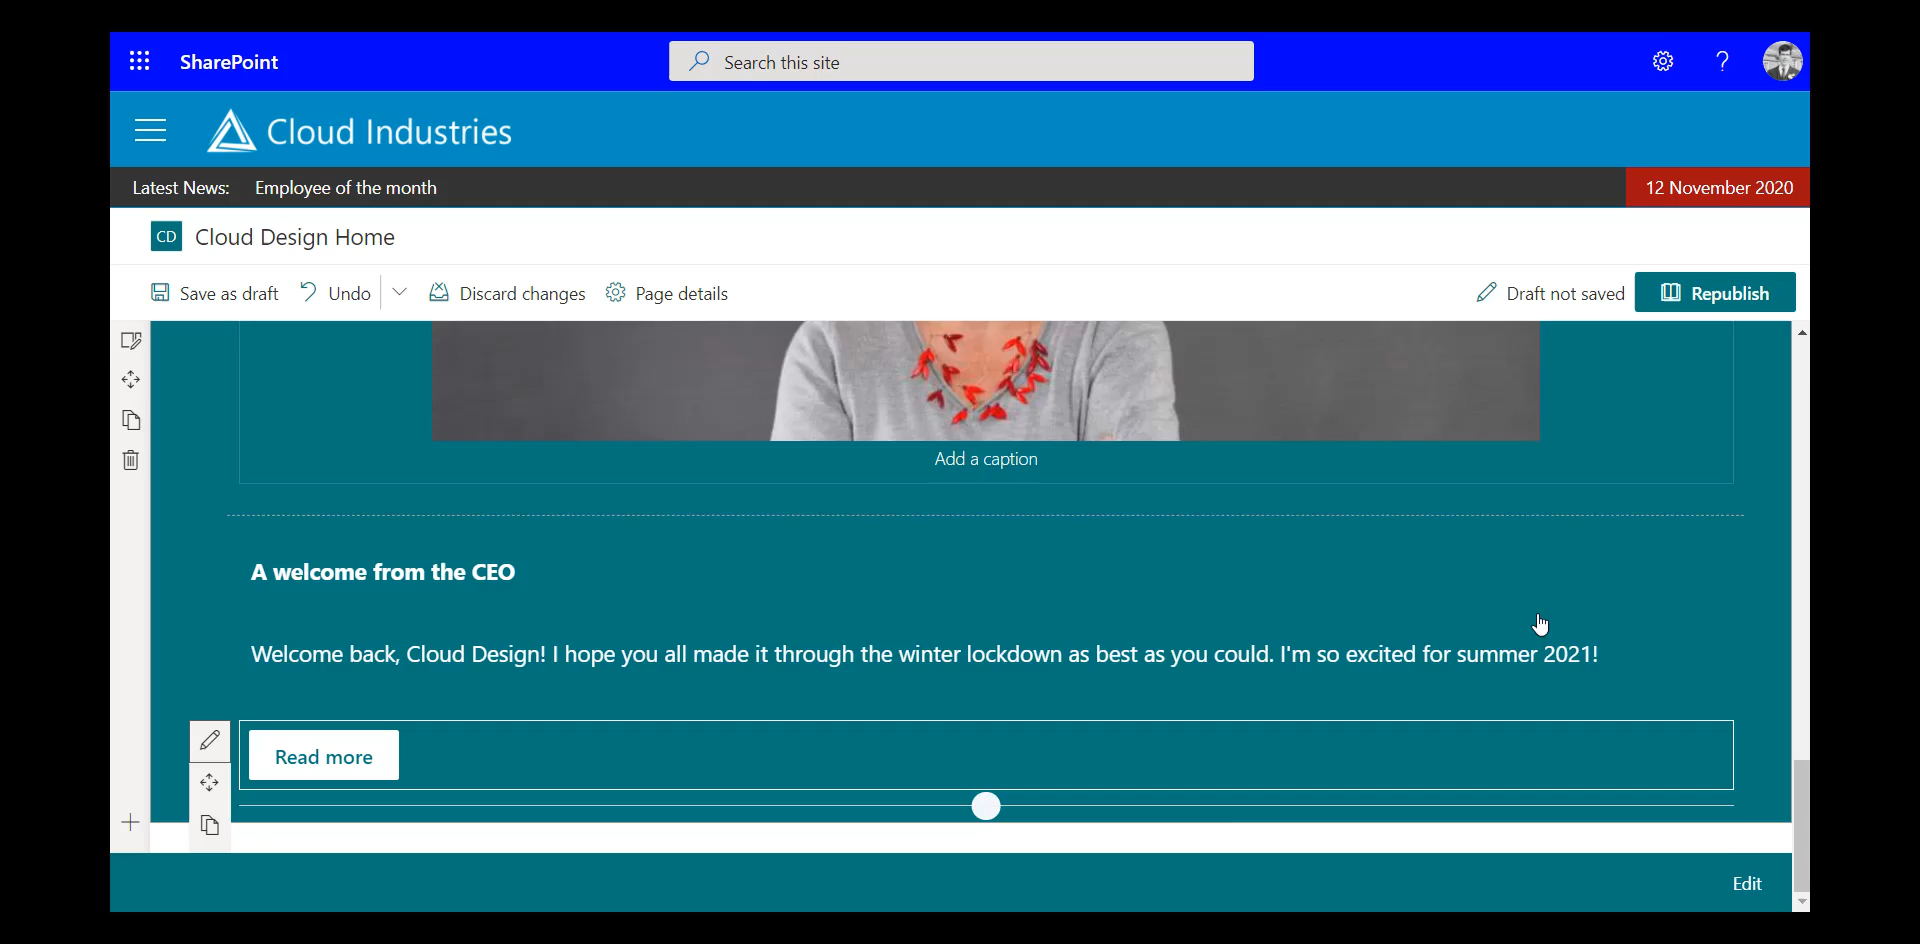 SharePoint
Search this site
?
Cloud Industries
Latest News: Employee of the month
12 November 2020
CD Cloud Design Home
Save as draft
Undo
Discard changes
Page details
Draft not saved
Republish
Add a caption
A welcome from the CEO
Welcome back, Cloud Design! I hope you all made it through the winter lockdown as best as you could. I'm so excited for summer 2021!
Read more
Edit